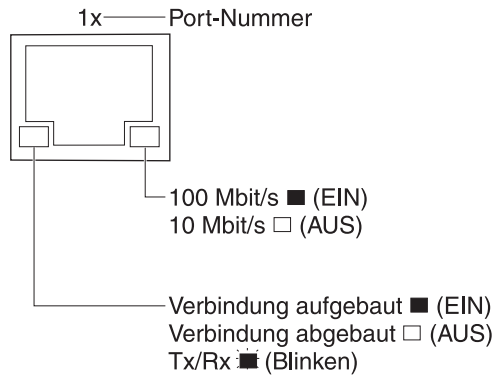 1x Port-Nummer
100 Mbit/s ■ (EIN)
10 Mbit/s □ (AUS)
Verbindung aufgebaut ■ (EIN)
Verbindung abgebaut □ (AUS)
Tx/Rx ■ (Blinken)